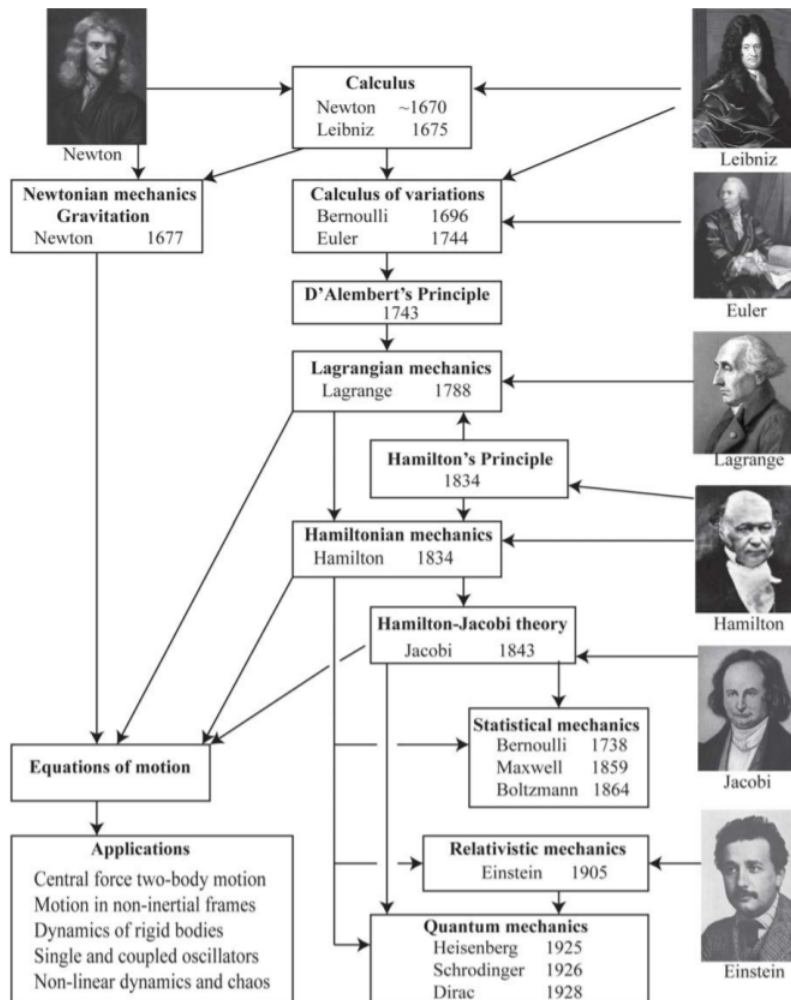 Newton
Calculus
Newton ~1670
Leibniz 1675
Leibniz
Newtonian mechanics
Gravitation
Newton 1677
Calculus of variations
Bernoulli 1696
Euler 1744
Euler
D'Alembert's Principle
1743
Lagrangian mechanics
Lagrange 1788
Lagrange
Hamilton's Principle
1834
Hamiltonian mechanics
Hamilton 1834
Hamilton
Hamilton-Jacobi theory
Jacobi 1843
Jacobi
Statistical mechanics
Bernoulli 1738
Maxwell 1859
Boltzmann 1864
Equations of motion
Applications
Central force two-body motion
Motion in non-inertial frames
Dynamics of rigid bodies
Single and coupled oscillators
Non-linear dynamics and chaos
Relativistic mechanics
Einstein 1905
Einstein
Quantum mechanics
Heisenberg 1925
Schrodinger 1926
Dirac 1928